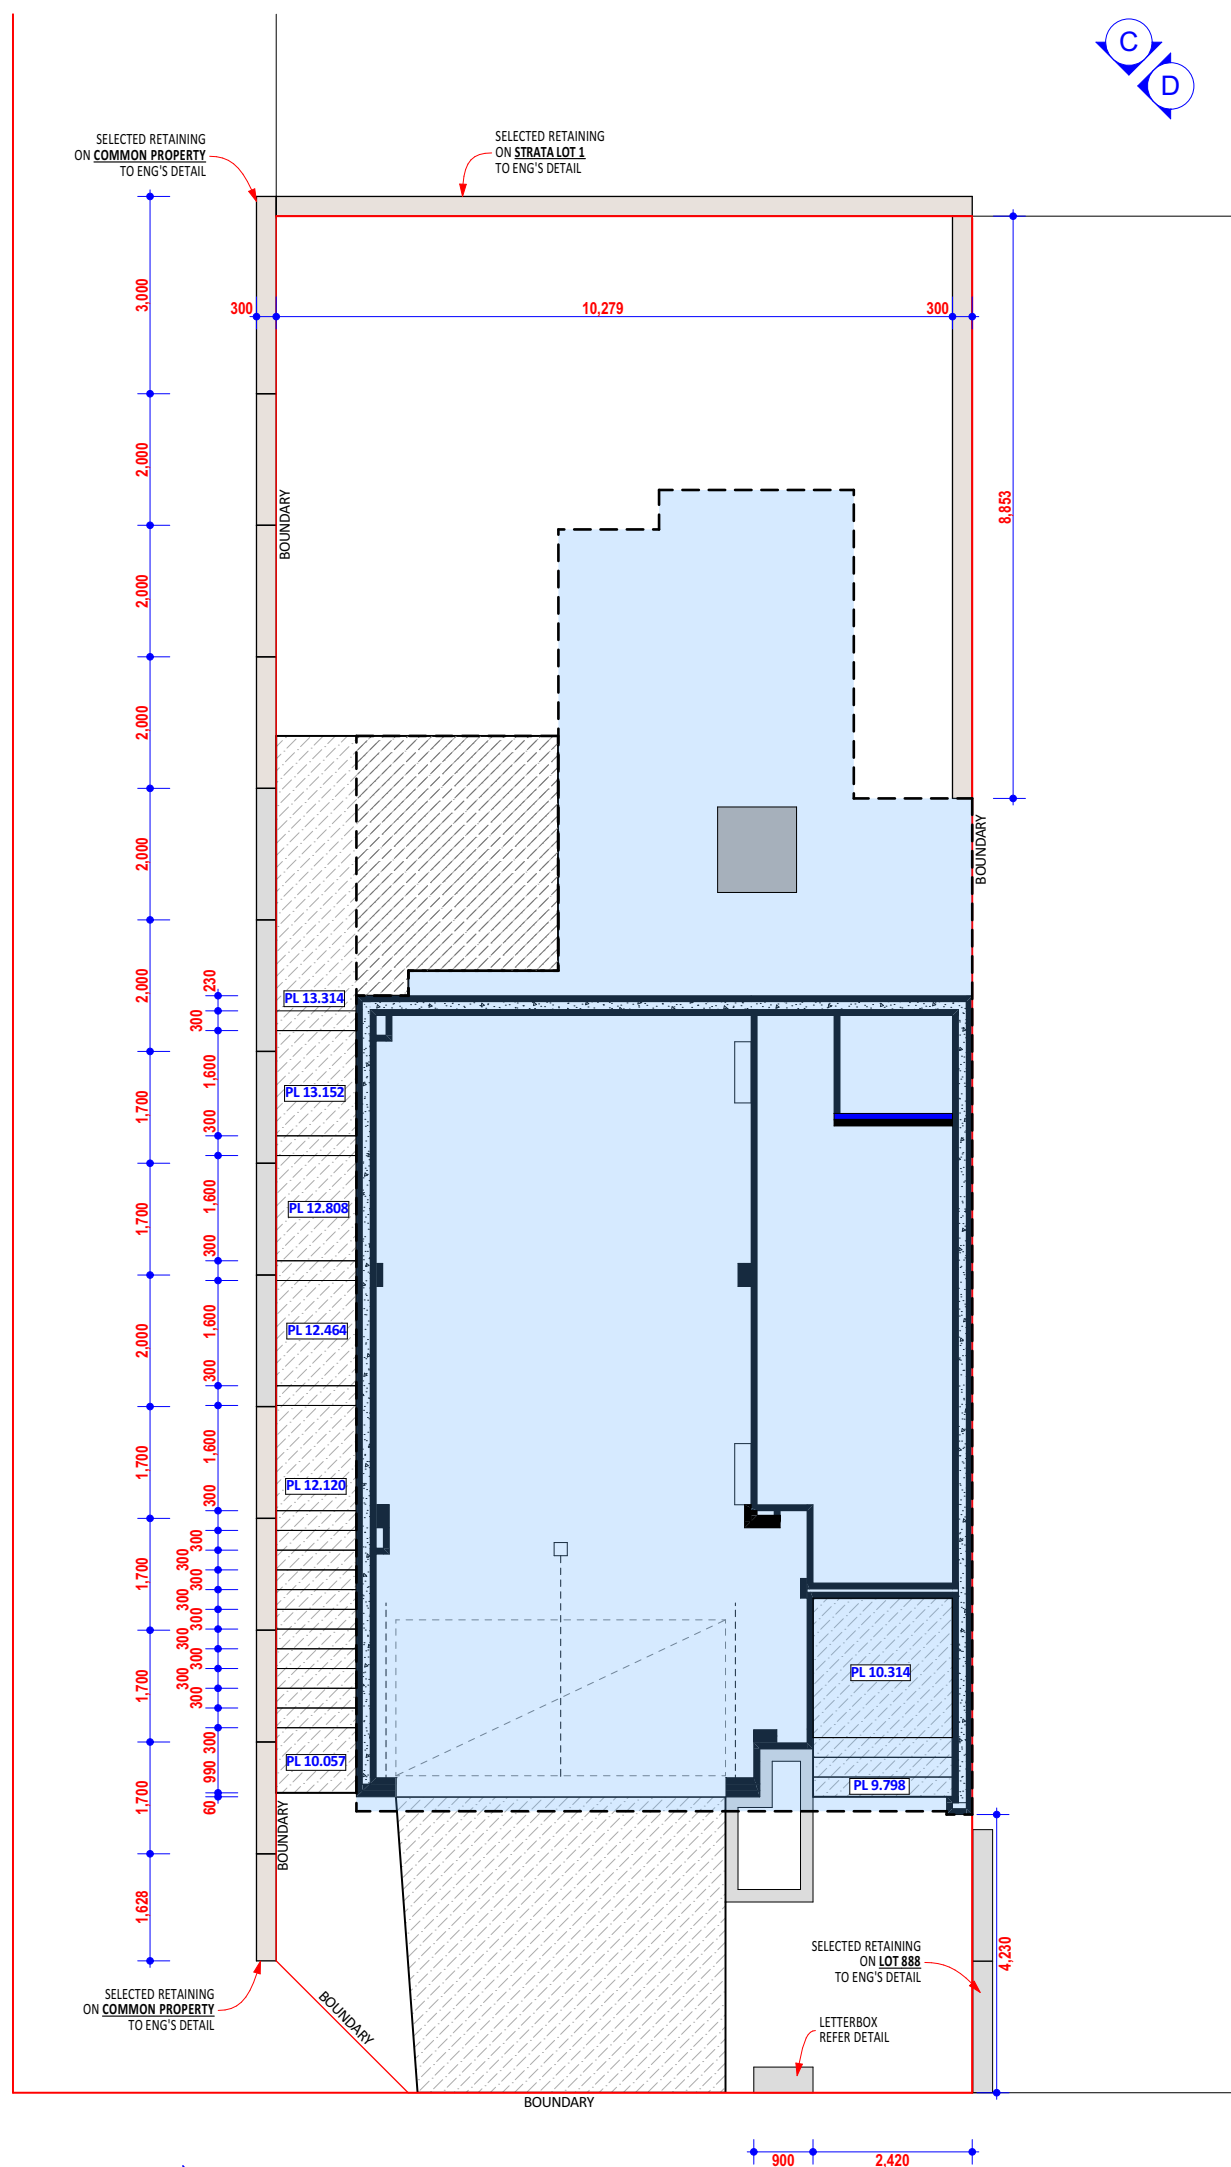 C
D
SELECTED RETAINING
ON COMMON PROPERTY
TO ENG'S DETAIL
SELECTED RETAINING
ON STRATA LOT 1
TO ENG'S DETAIL
300
10,279
300
3,000
2,000
2,000
2,000
2,000
2,000
1,700
1,700
2,000
1,700
1,700
1,700
1,700
1,628
BOUNDARY
8,853
BOUNDARY
230
300
1,600
300
1,600
300
1,600
300
1,600
300
300
300
300
300
300
300
300
300
300
300
990
60
PL 13.314
PL 13.152
PL 12.808
PL 12.464
PL 12.120
PL 10.057
PL 10.314
PL 9.798
BOUNDARY
4,230
SELECTED RETAINING
ON LOT 888
TO ENG'S DETAIL
SELECTED RETAINING
ON COMMON PROPERTY
TO ENG'S DETAIL
BOUNDARY
LETTERBOX
REFER DETAIL
BOUNDARY
900
2,420